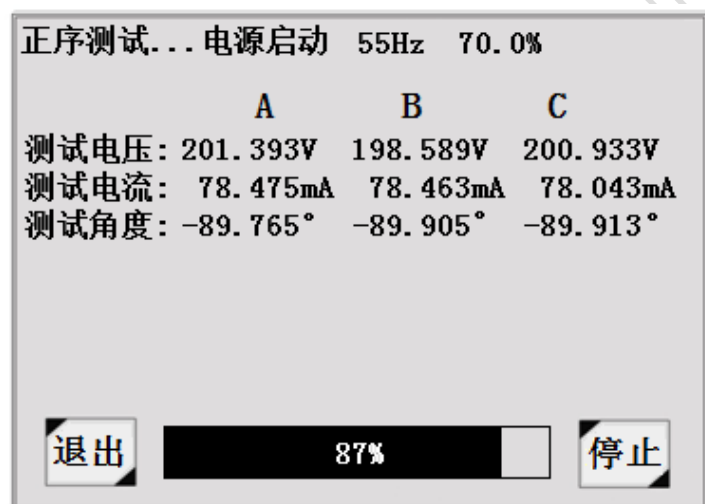 正序测试...电源启动 55Hz 70.0%
A B C
测试电压: 201.393V 198.589V 200.933V
测试电流: 78.475mA 78.463mA 78.043mA
测试角度: -89.765° -89.905° -89.913°
退出 87% 停止